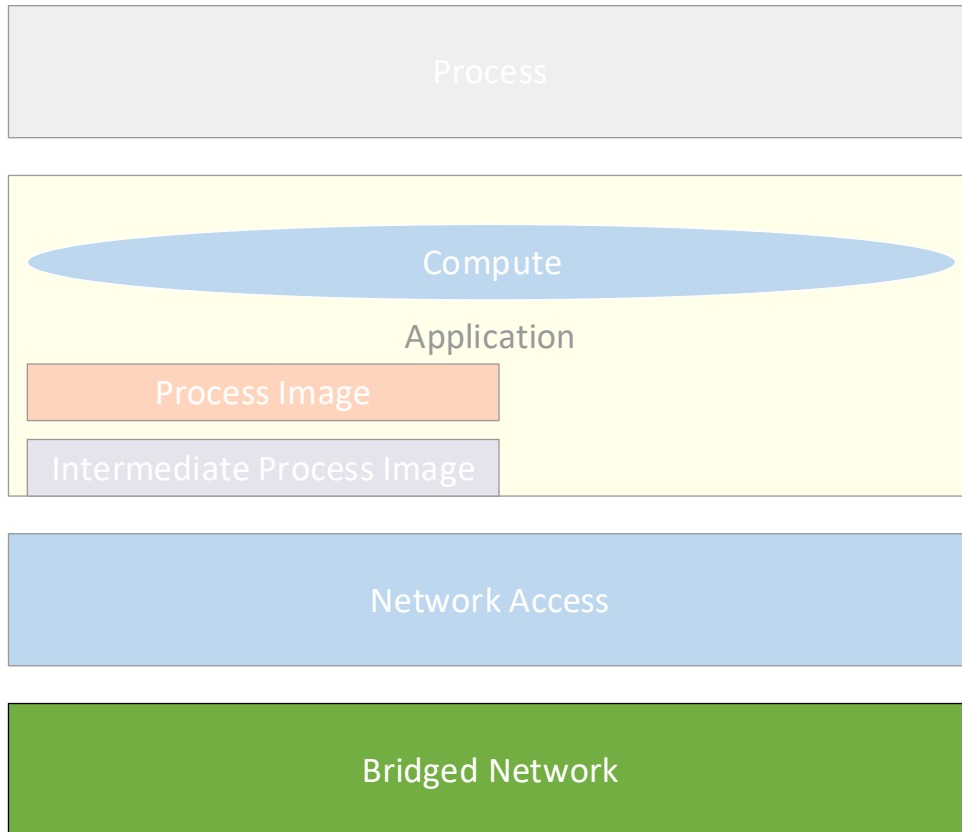 Process
Compute
Application
Process Image
Intermediate Process Image
Network Access
Bridged Network